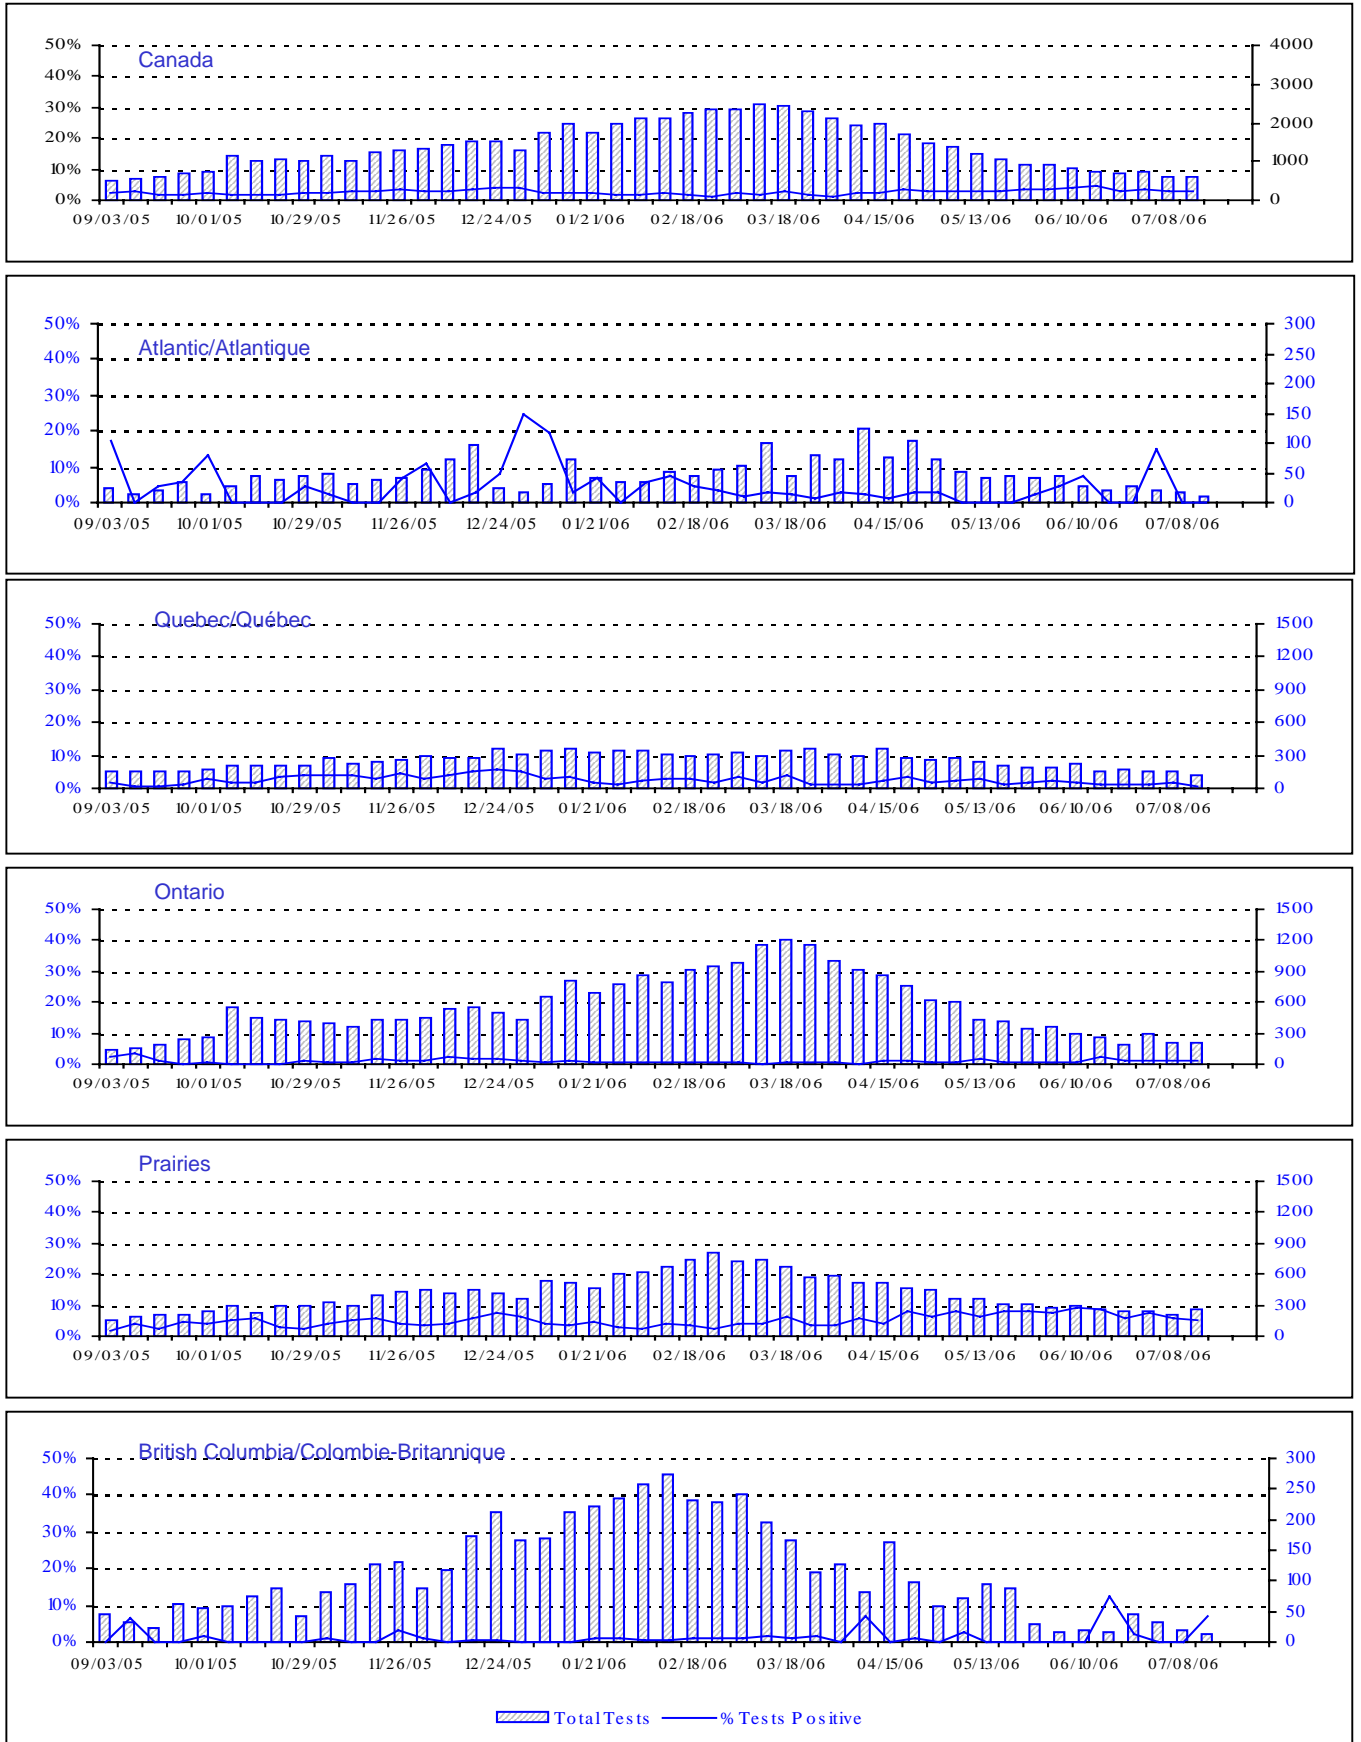 Canada
50% 4000
40% 3000
30%
20% 2000
10% 1000
0% 0
09/03/05 10/01/05 10/29/05 11/26/05 12/24/05 01/21/06 02/18/06 03/18/06 04/15/06 05/13/06 06/10/06 07/08/06
Atlantic/Atlantique
50% 300
250
40% 200
30% 150
20% 100
10% 50
0% 0
09/03/05 10/01/05 10/29/05 11/26/05 12/24/05 01/21/06 02/18/06 03/18/06 04/15/06 05/13/06 06/10/06 07/08/06
Quebec/Québec
50% 1500
40% 1200
30% 900
20% 600
10% 300
0% 0
09/03/05 10/01/05 10/29/05 11/26/05 12/24/05 01/21/06 02/18/06 03/18/06 04/15/06 05/13/06 06/10/06 07/08/06
Ontario
50% 1500
40% 1200
30% 900
20% 600
10% 300
0% 0
09/03/05 10/01/05 10/29/05 11/26/05 12/24/05 01/21/06 02/18/06 03/18/06 04/15/06 05/13/06 06/10/06 07/08/06
Prairies
50% 1500
40% 1200
30% 900
20% 600
10% 300
0% 0
09/03/05 10/01/05 10/29/05 11/26/05 12/24/05 01/21/06 02/18/06 03/18/06 04/15/06 05/13/06 06/10/06 07/08/06
British Columbia/Colombie-Britannique
50% 300
40% 250
200
30% 150
20% 100
10% 50
0% 0
09/03/05 10/01/05 10/29/05 11/26/05 12/24/05 01/21/06 02/18/06 03/18/06 04/15/06 05/13/06 06/10/06 07/08/06
Total Tests % Tests Positive